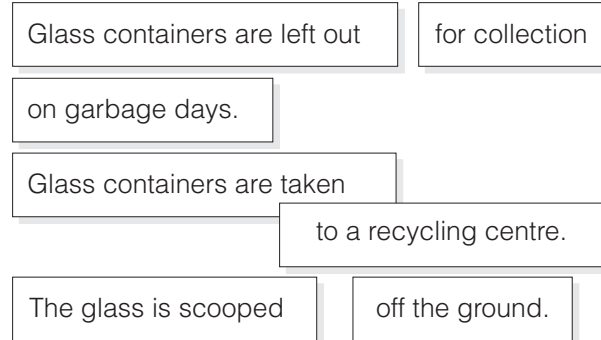 Glass containers are left out for collection
on garbage days.
Glass containers are taken
to a recycling centre.
The glass is scooped off the ground.